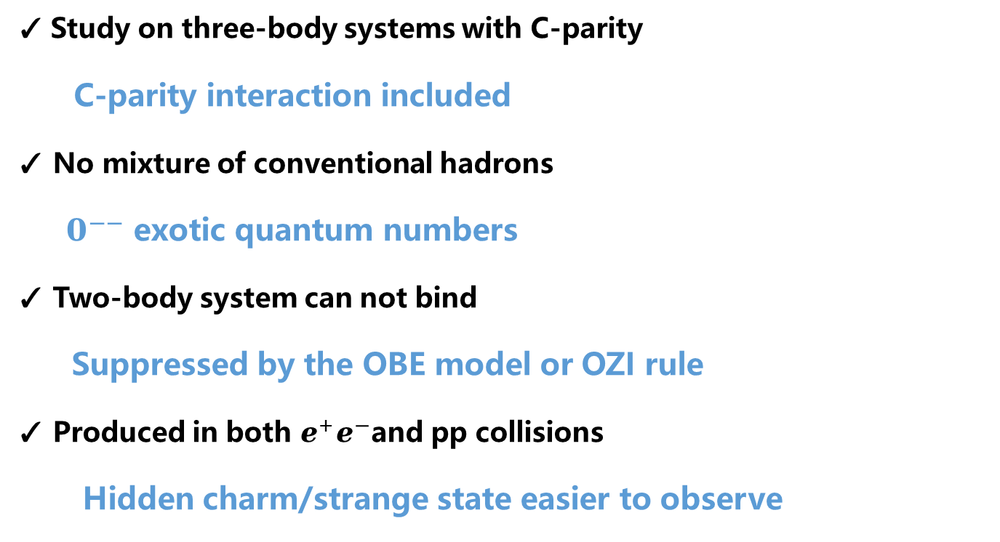 ✓ Study on three-body systems with C-parity
C-parity interaction included
✓ No mixture of conventional hadrons
0⁻⁻ exotic quantum numbers
✓ Two-body system can not bind
Suppressed by the OBE model or OZI rule
✓ Produced in both e⁺e⁻and pp collisions
Hidden charm/strange state easier to observe